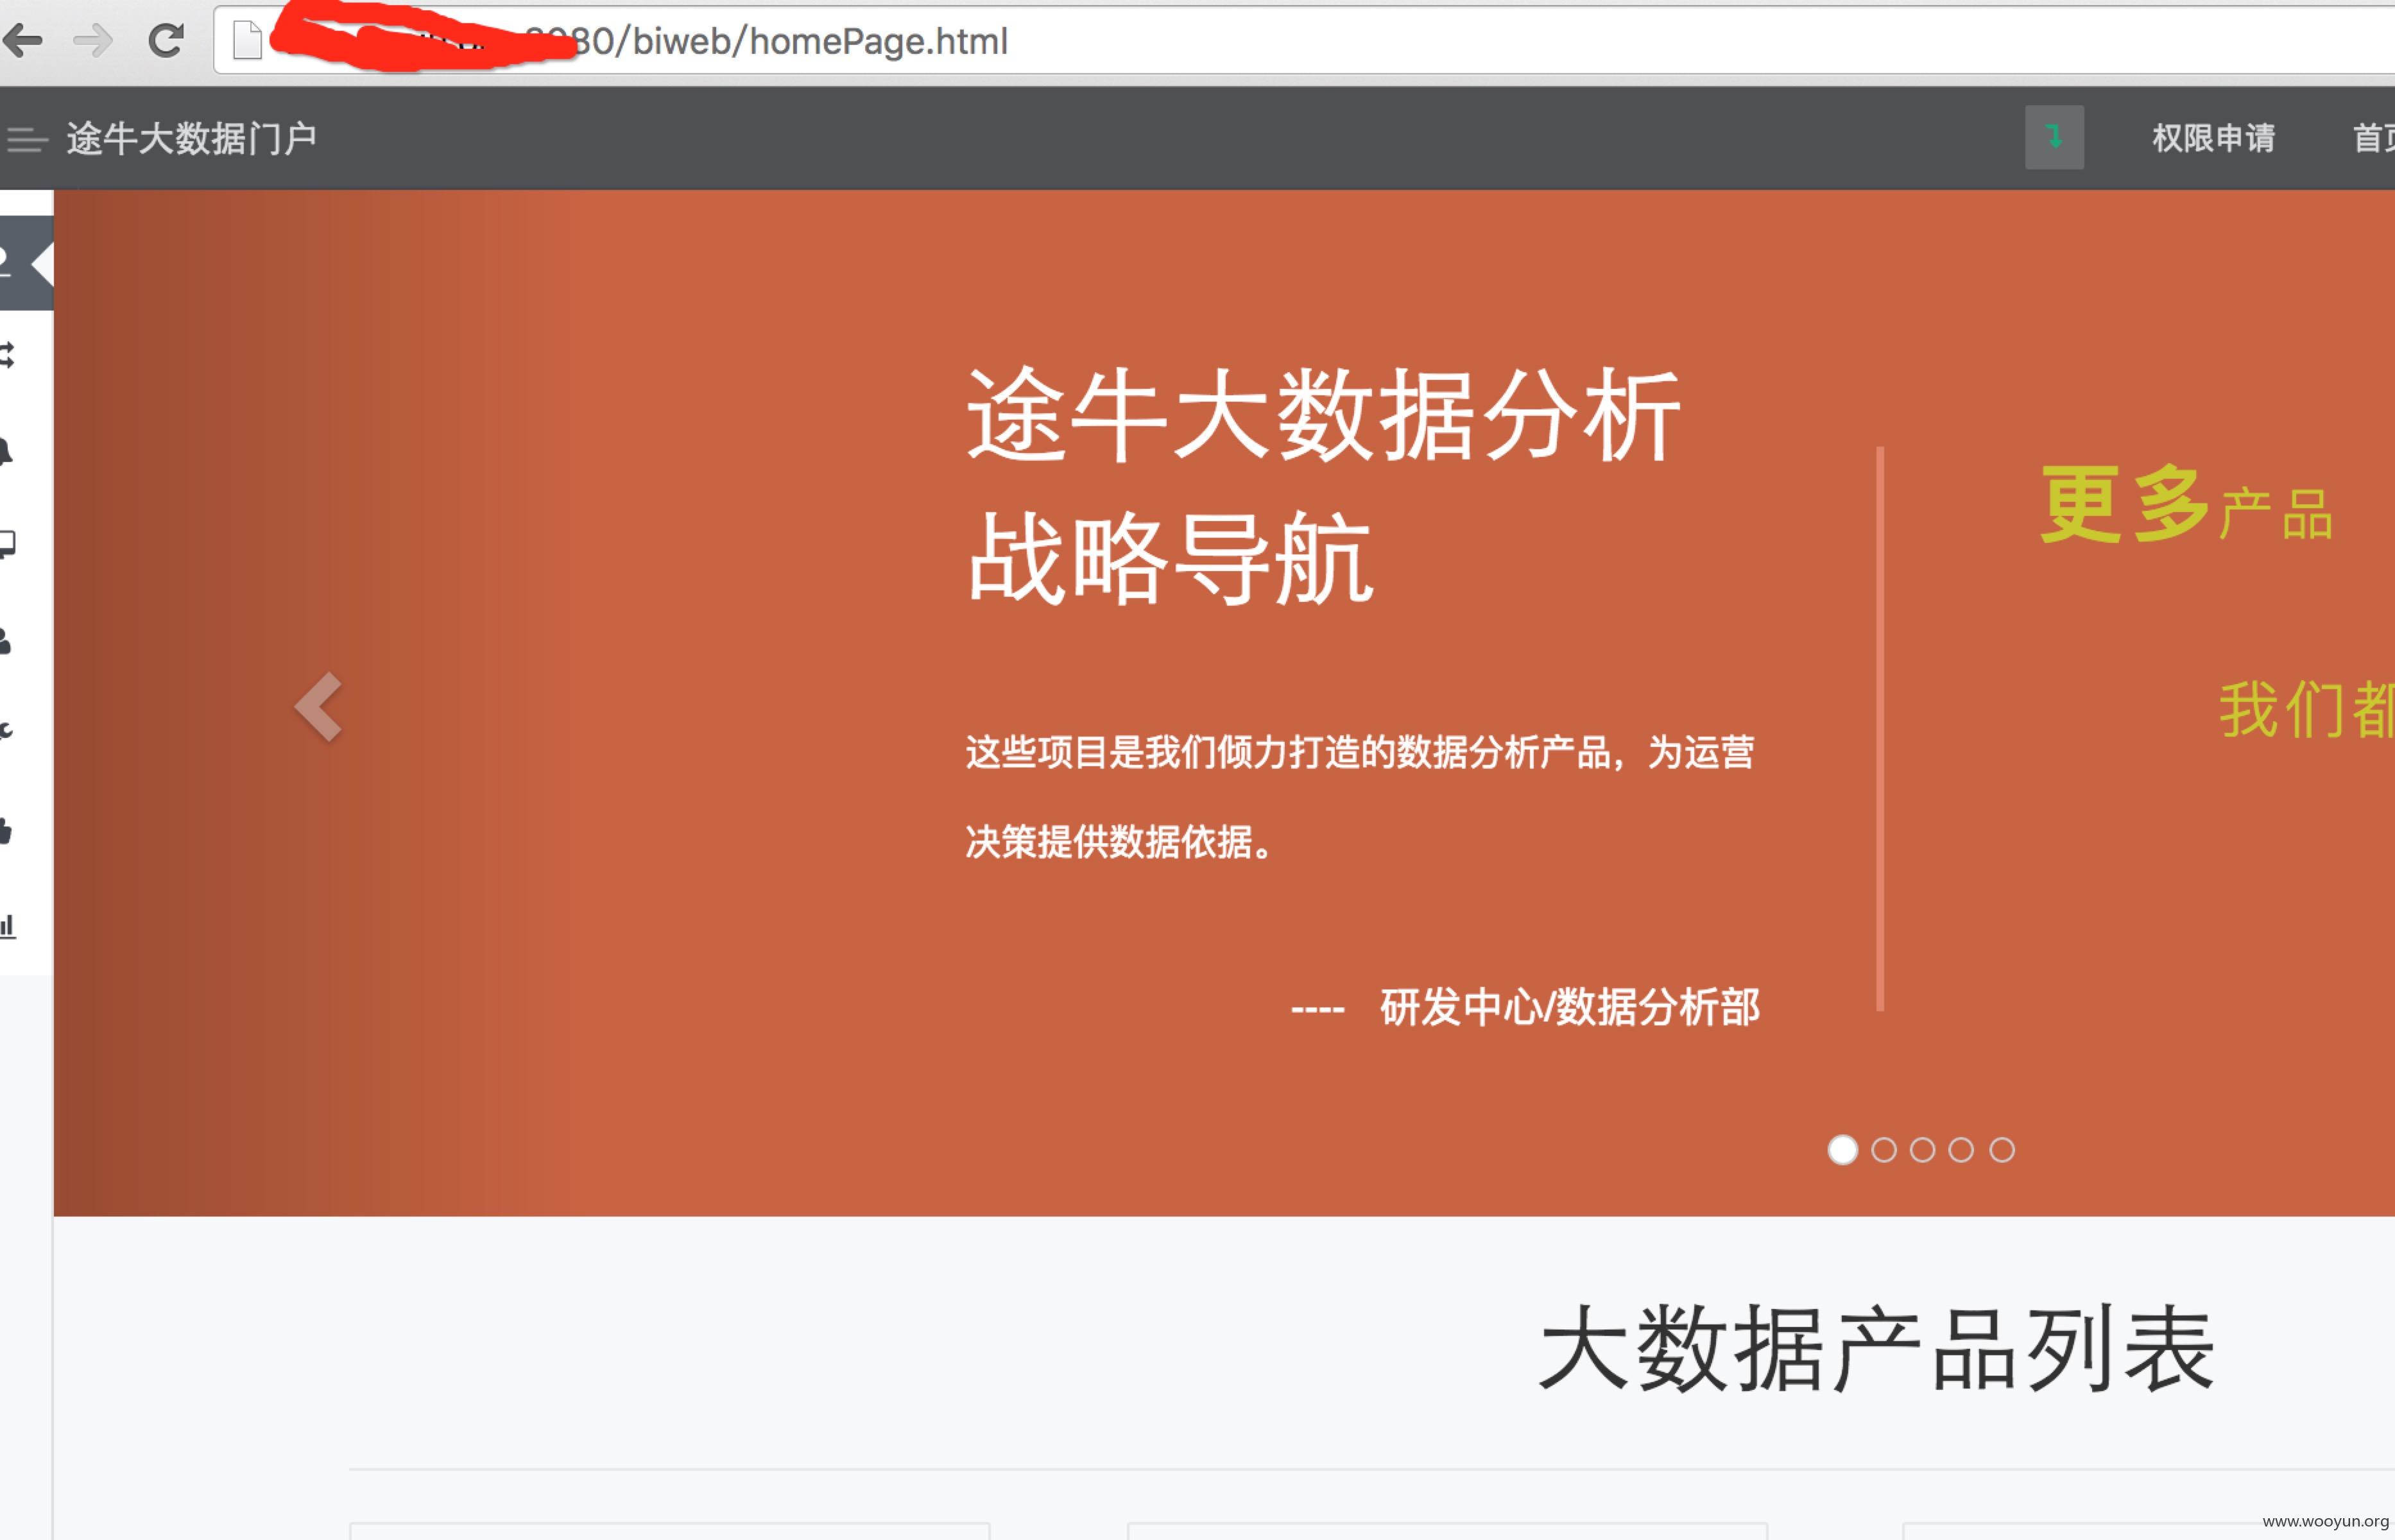 80/biweb/homePage.html
途牛大数据门户
权限申请
途牛大数据分析
战略导航
更多产品
我们都
这些项目是我们倾力打造的数据分析产品，为运营
决策提供数据依据。
---- 研发中心/数据分析部
大数据产品列表
www.wooyun.org